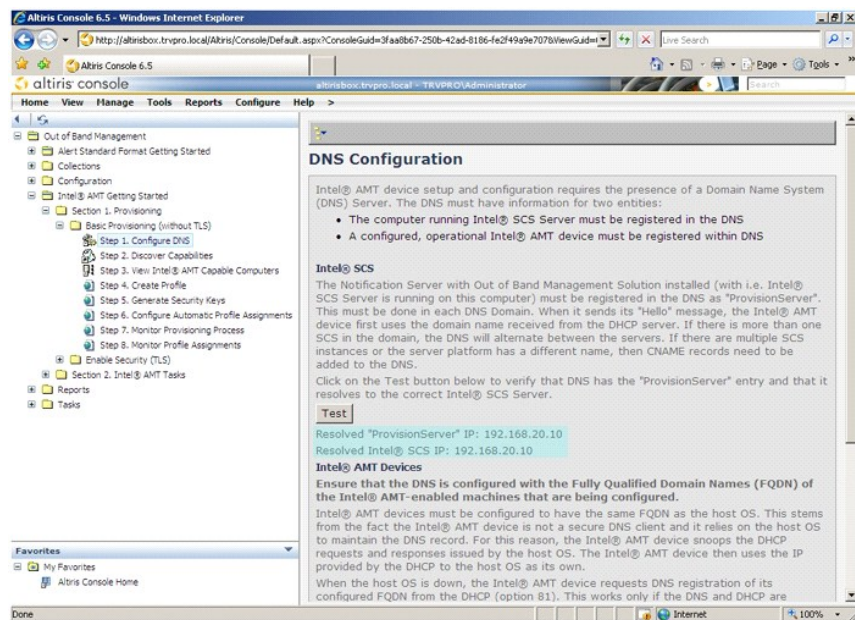 Altiris Console 6.5 - Windows Internet Explorer
http://altirisbox.trvpro.local/Altiris/Console/Default.aspx?ConsoleGuid=3faa8b67-250b-42ad-8186-fe2f49a9e707&ViewGuid=
Live Search
Altiris Console 6.5
Page
Tools
altiris console
altirisbox.trvpro.local - TRVPRO\Administrator
Search
Home View Manage Tools Reports Configure Help >
Out of Band Management
Alert Standard Format Getting Started
Collections
Configuration
Intel® AMT Getting Started
Section 1. Provisioning
Basic Provisioning (without TLS)
Step 1. Configure DNS
Step 2. Discover Capabilities
Step 3. View Intel® AMT Capable Computers
Step 4. Create Profile
Step 5. Generate Security Keys
Step 6. Configure Automatic Profile Assignments
Step 7. Monitor Provisioning Process
Step 8. Monitor Profile Assignments
Enable Security (TLS)
Section 2. Intel® AMT Tasks
Reports
Tasks
Favorites
My Favorites
Altiris Console Home
DNS Configuration
Intel® AMT device setup and configuration requires the presence of a Domain Name System
(DNS) Server. The DNS must have information for two entities:
• The computer running Intel® SCS Server must be registered in the DNS
• A configured, operational Intel® AMT device must be registered within DNS
Intel® SCS
The Notification Server with Out of Band Management Solution installed (with i.e. Intel®
SCS Server is running on this computer) must be registered in the DNS as "ProvisionServer".
This must be done in each DNS Domain. When it sends its "Hello" message, the Intel® AMT
device first uses the domain name received from the DHCP server. If there is more than one
SCS in the domain, the DNS will alternate between the servers. If there are multiple SCS
instances or the server platform has a different name, then CNAME records need to be
added to the DNS.
Click on the Test button below to verify that DNS has the "ProvisionServer" entry and that it
resolves to the correct Intel® SCS Server.
Test
Resolved "ProvisionServer" IP: 192.168.20.10
Resolved Intel® SCS IP: 192.168.20.10
Intel® AMT Devices
Ensure that the DNS is configured with the Fully Qualified Domain Names (FQDN) of
the Intel® AMT-enabled machines that are being configured.
Intel® AMT devices must be configured to have the same FQDN as the host OS. This stems
from the fact the Intel® AMT device is not a secure DNS client and it relies on the host OS
to maintain the DNS record. For this reason, the Intel® AMT device snoops the DHCP
requests and responses issued by the host OS. The Intel® AMT device then uses the IP
provided by the DHCP to the host OS as its own.
When the host OS is down, the Intel® AMT device requests DNS registration of its
configured FQDN from the DHCP (option 81). This works only if the DNS and DHCP are
Done
Internet
100%